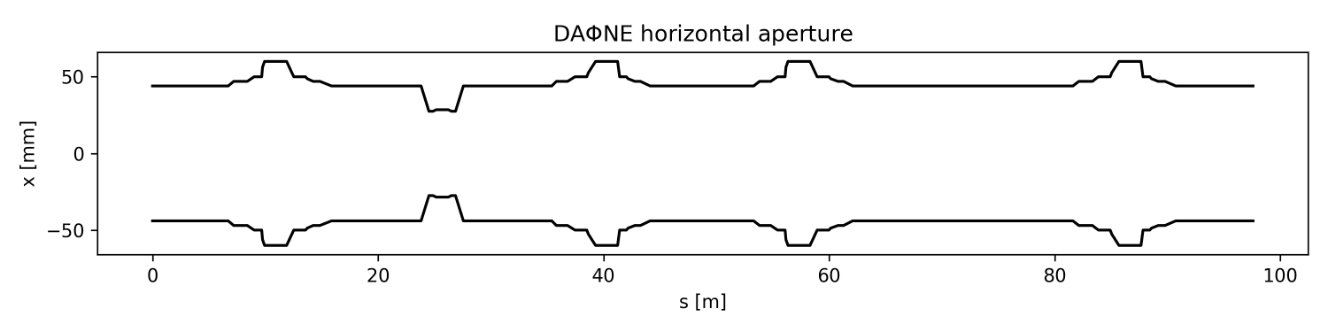 DAΦNE horizontal aperture
50
0
−50
x [mm]
0 20 40 60 80 100
s [m]